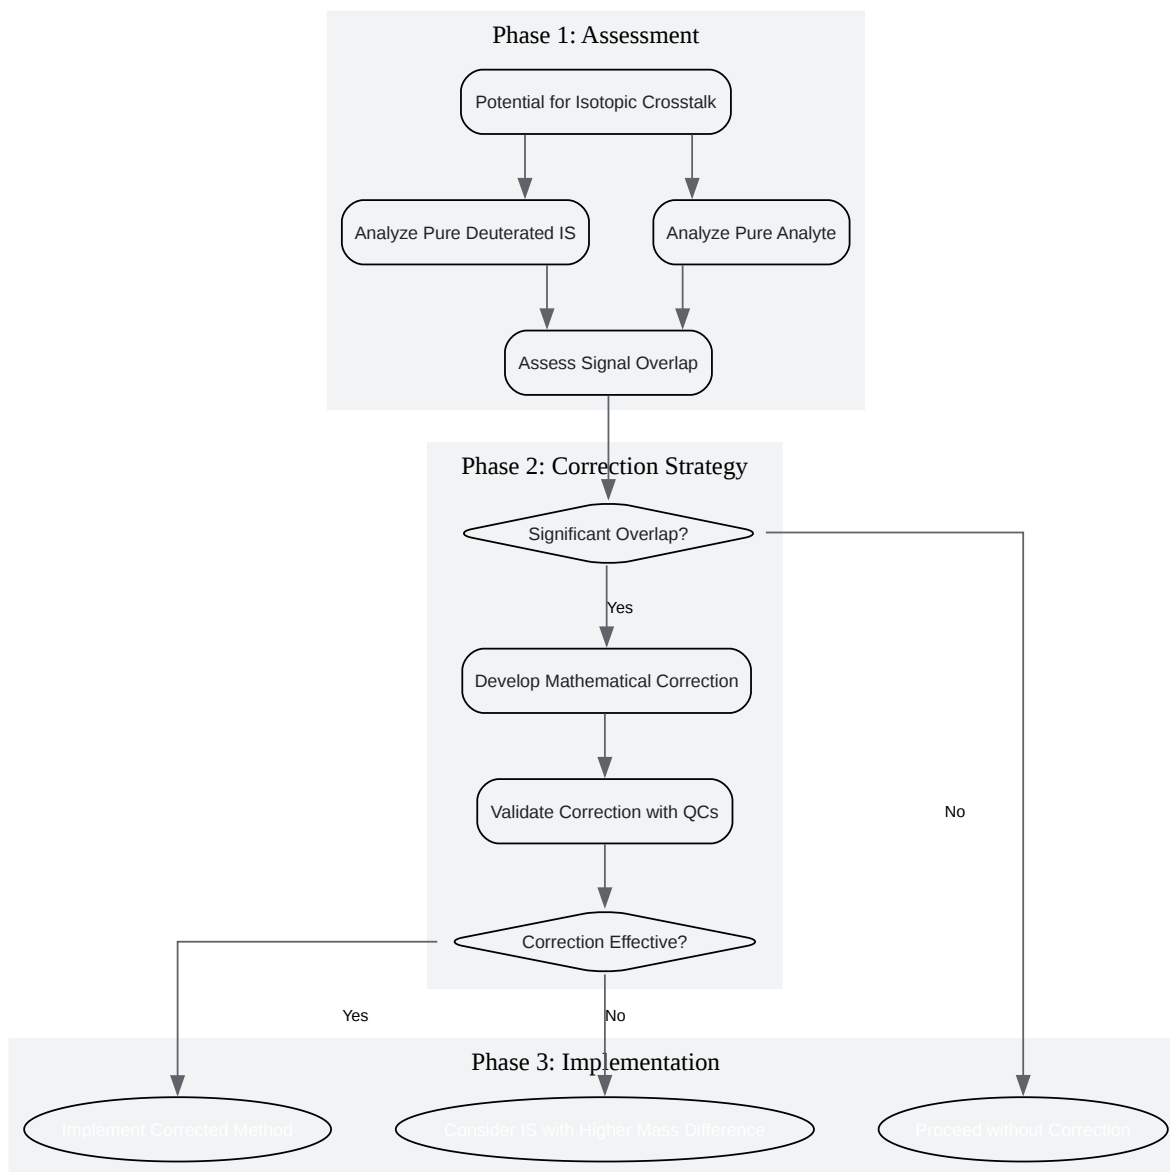 Phase 1: Assessment
Potential for Isotopic Crosstalk
Analyze Pure Deuterated IS
Analyze Pure Analyte
Assess Signal Overlap
Phase 2: Correction Strategy
Significant Overlap?
Yes
Develop Mathematical Correction
Validate Correction with QCs
No
Correction Effective?
Yes
No
Phase 3: Implementation
Implement Corrected Method
Consider IS with Higher Mass Difference
Proceed without Correction